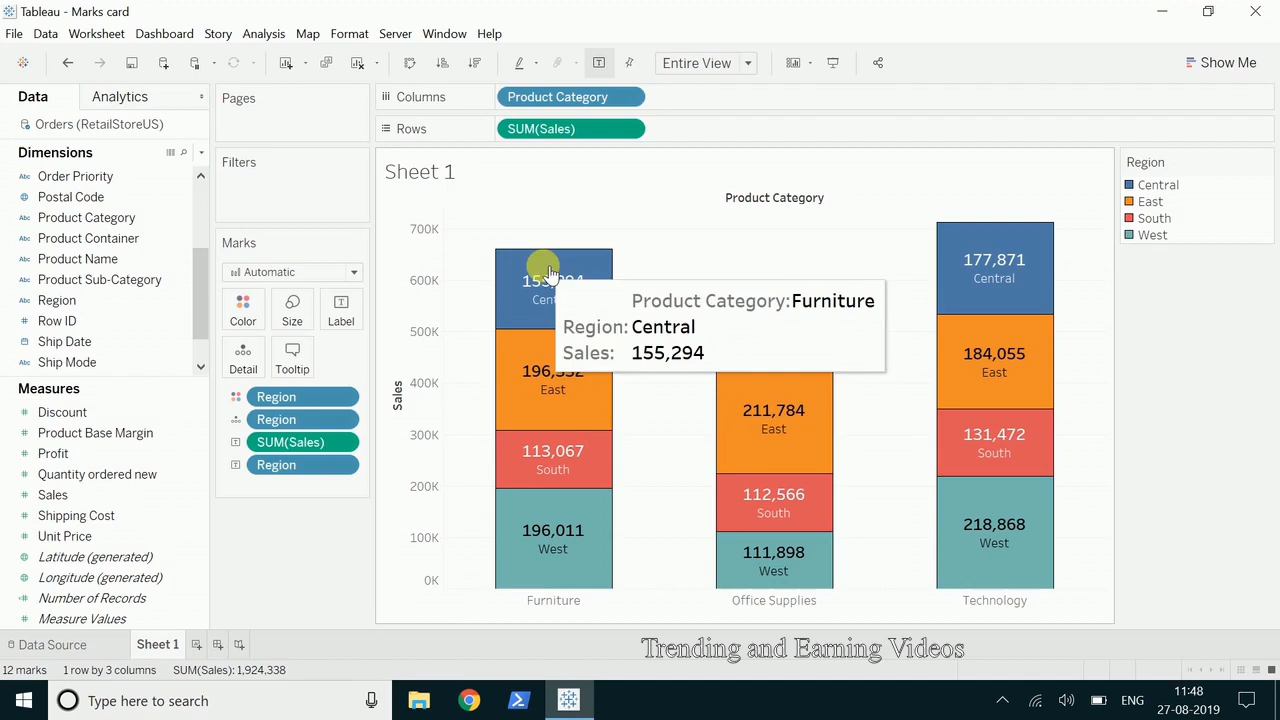 Tableau - Marks card
File Data Worksheet Dashboard Story Analysis Map Format Server Window Help
Entire View
Show Me
Data Analytics
Orders (RetailStoreUS)
Dimensions
Abc Order Priority
Postal Code
Abc Product Category
Abc Product Container
Abc Product Name
Abc Product Sub-Category
Abc Region
Abc Row ID
Ship Date
Abc Ship Mode
Measures
# Discount
# Product Base Margin
# Profit
# Quantity ordered new
# Sales
# Shipping Cost
# Unit Price
Latitude (generated)
Longitude (generated)
Number of Records
# Measure Values
Pages
Filters
Marks
Automatic
Color Size Label
Detail Tooltip
Region
Region
SUM(Sales)
Region
Columns Product Category
Rows SUM(Sales)
Sheet 1
Product Category
Sales
700K
600K
500K
400K
300K
200K
100K
0K
Product Category: Furniture
Region: Central
Sales: 155,294
East
113,067
South
196,011
West
211,784
East
112,566
South
111,898
West
177,871
Central
184,055
East
131,472
South
218,868
West
Furniture Office Supplies Technology
Region
Central
East
South
West
Data Source Sheet 1
Trending and Earning Videos
12 marks 1 row by 3 columns SUM(Sales): 1,924,338
Type here to search
ENG
11:48
27-08-2019